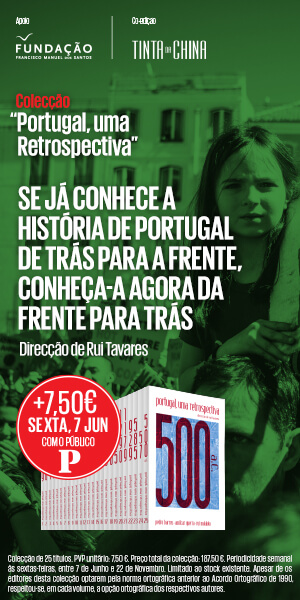 Apoio
Co-edição
FUNDAÇÃO
FRANCISCO MANUEL DOS SANTOS
TINTA DA CHINA
Colecção
“Portugal, uma
Retrospectiva”
SE JÁ CONHECE A
HISTÓRIA DE PORTUGAL
DE TRÁS PARA A FRENTE,
CONHEÇA-A AGORA DA
FRENTE PARA TRÁS
Direcção de Rui Tavares
+7,50€
SEXTA, 7 JUN
COM O PÚBLICO
P
portugal, uma retrospectiva
500
a.C.
Colecção de 25 títulos. PVP unitário: 7,50 €. Preço total da colecção: 187,50 €. Periodicidade semanal
às sextas-feiras, entre 7 de Junho e 22 de Novembro. Limitado ao stock existente. Apesar de os
editores desta colecção optarem pela norma ortográfica anterior ao Acordo Ortográfico de 1990,
respeitou-se, em cada volume, a opção ortográfica dos respectivos autores.